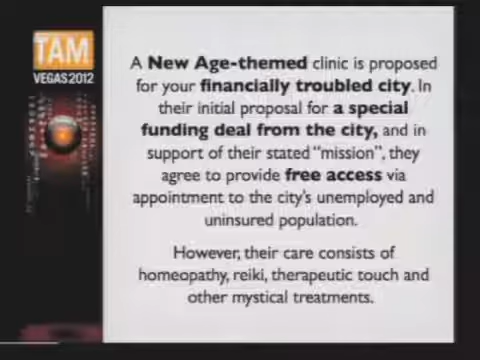 TAM
VEGAS 2012
A New Age-themed clinic is proposed
for your financially troubled city. In
their initial proposal for a special
funding deal from the city, and in
support of their stated "mission", they
agree to provide free access via
appointment to the city's unemployed and
uninsured population.
However, their care consists of
homeopathy, reiki, therapeutic touch and
other mystical treatments.